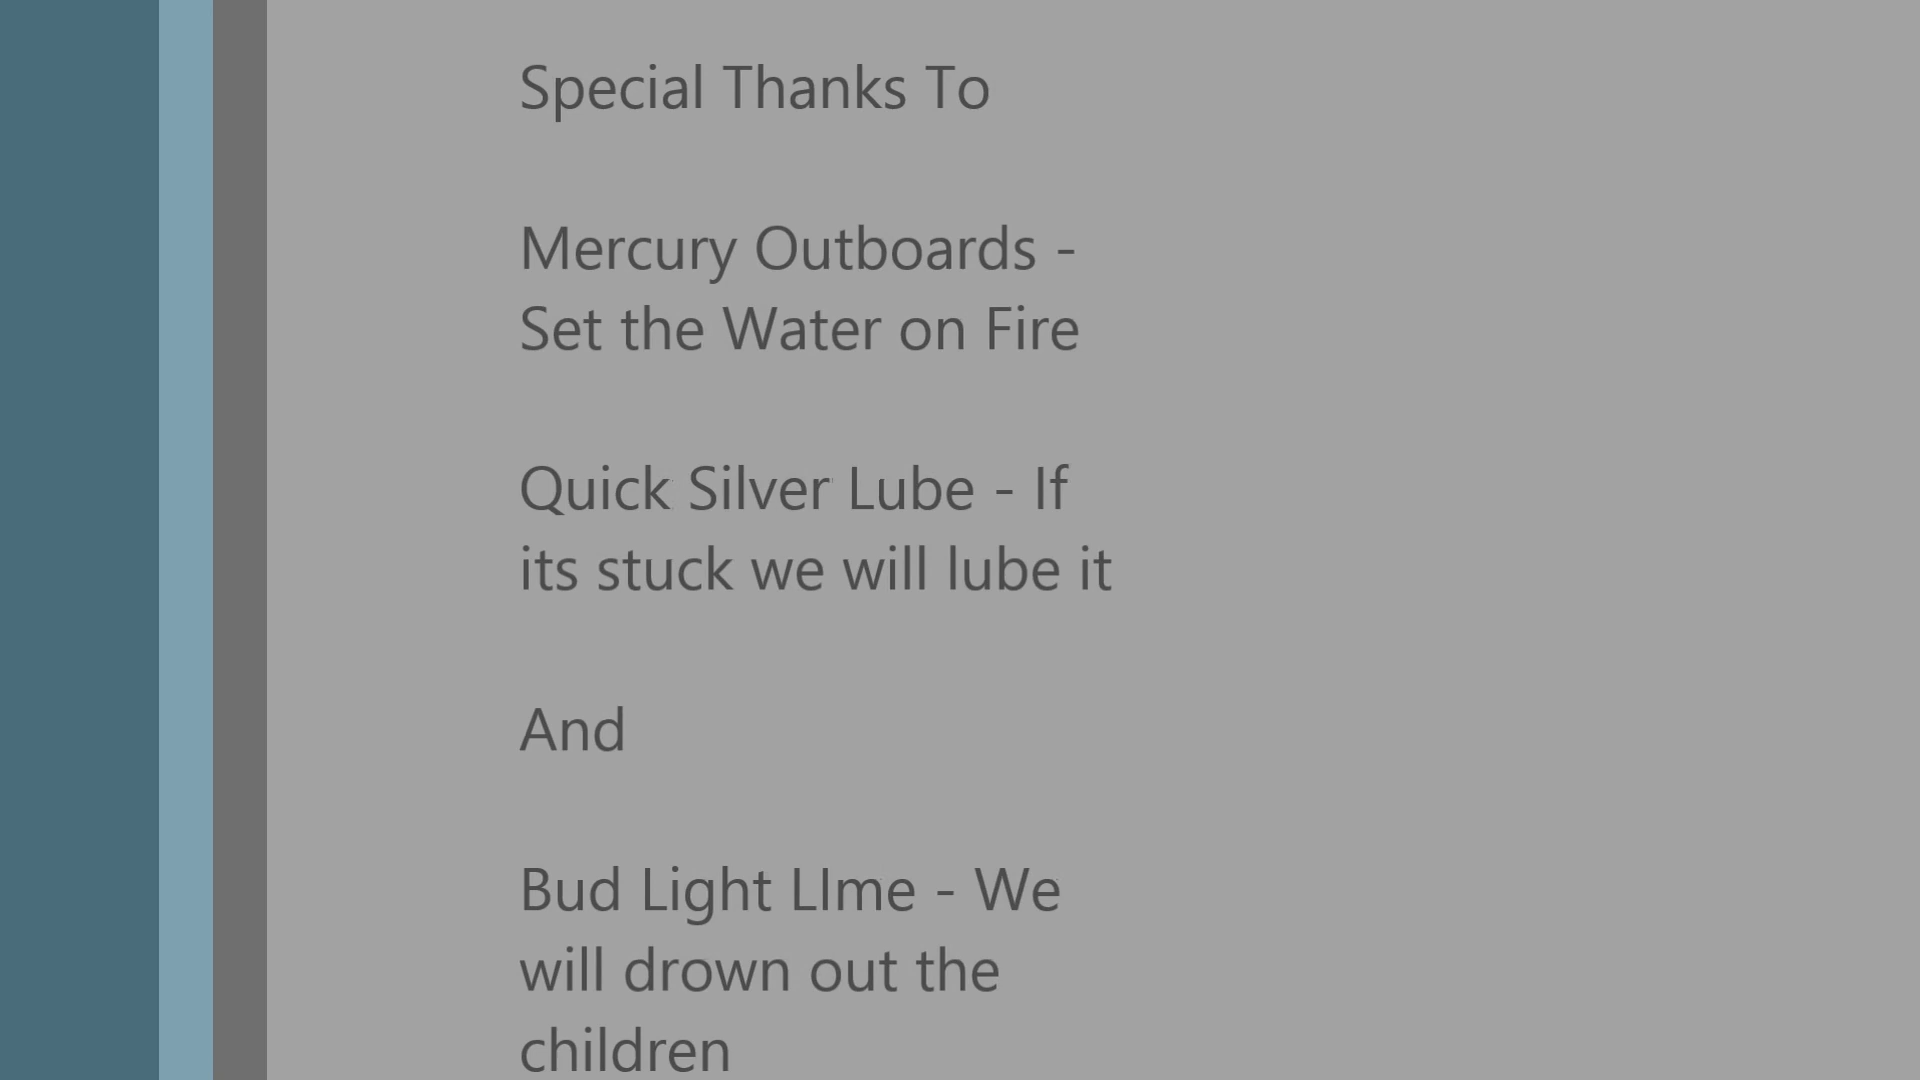 Special Thanks To
Mercury Outboards -
Set the Water on Fire
Quick Silver Lube - If
its stuck we will lube it
And
Bud Light LIme - We
will drown out the
children